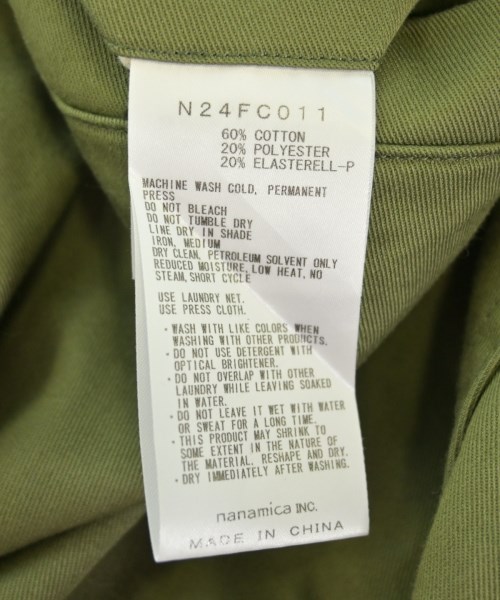 N24FC011
60% COTTON
20% POLYESTER
20% ELASTERELL-P
MACHINE WASH COLD, PERMANENT
PRESS
DO NOT BLEACH
DO NOT TUMBLE DRY
LINE DRY IN SHADE
IRON, MEDIUM
DRY CLEAN, PETROLEUM SOLVENT ONLY
REDUCED MOISTURE, LOW HEAT, NO
STEAM, SHORT CYCLE
USE LAUNDRY NET.
USE PRESS CLOTH.
・WASH WITH LIKE COLORS WHEN
WASHING WITH OTHER PRODUCTS.
・DO NOT USE DETERGENT WITH
OPTICAL BRIGHTENER.
・DO NOT OVERLAP WITH OTHER
LAUNDRY WHILE LEAVING SOAKED
IN WATER.
・DO NOT LEAVE IT WET WITH WATER
OR SWEAT FOR A LONG TIME.
・THIS PRODUCT MAY SHRINK TO
SOME EXTENT IN THE NATURE OF
THE MATERIAL. RESHAPE AND DRY.
・DRY IMMEDIATELY AFTER WASHING.
nanamica INC.
MADE IN CHINA